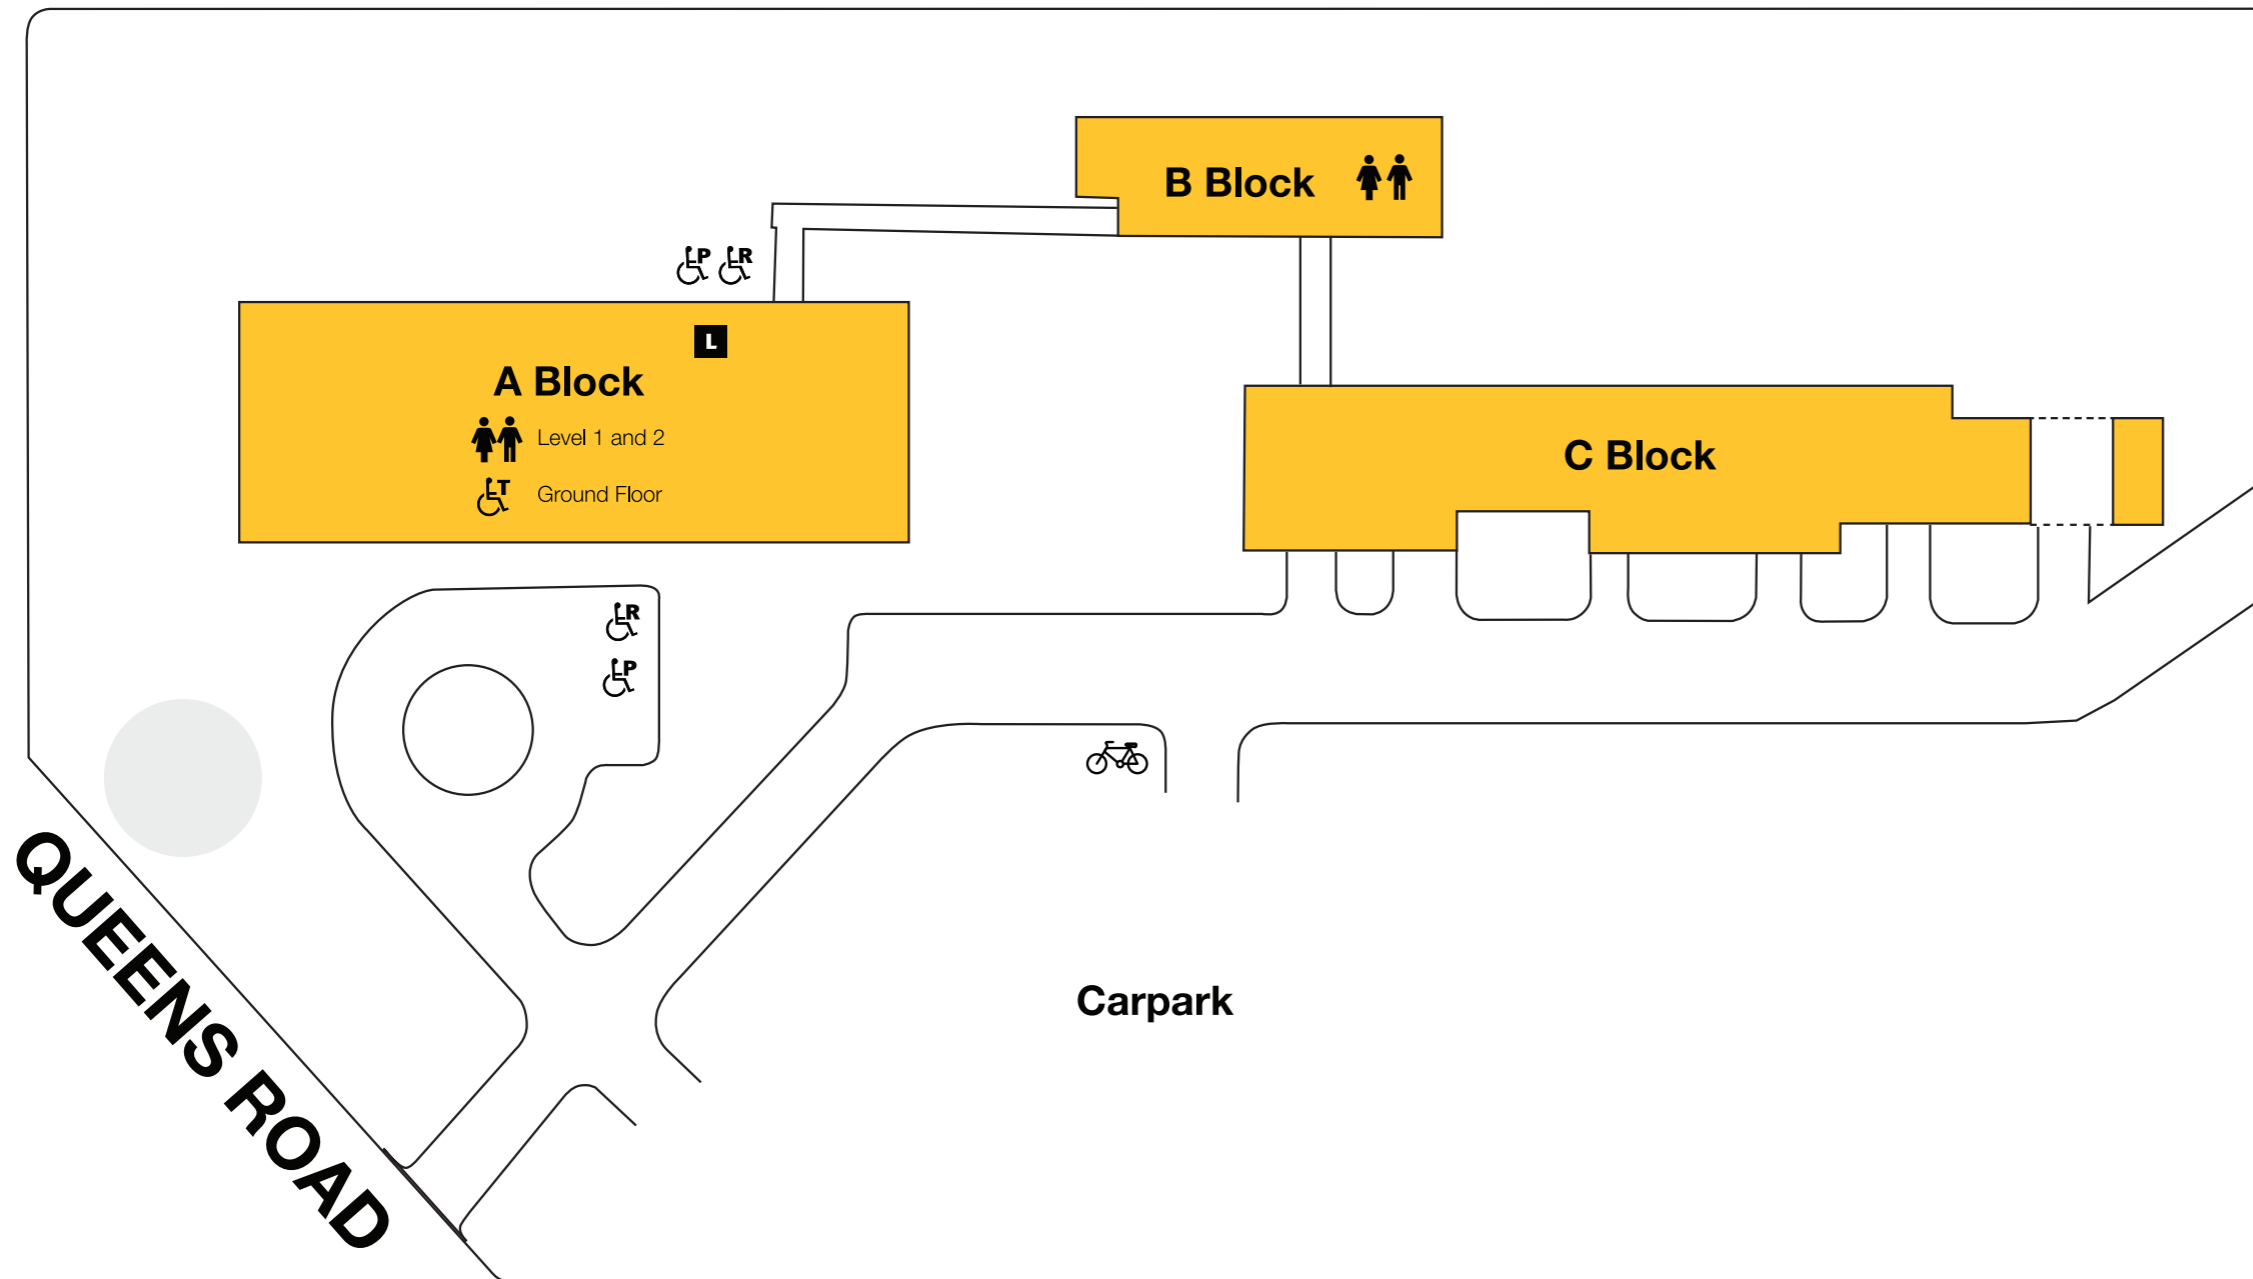 B Block
P R
L
A Block
Level 1 and 2
T Ground Floor
C Block
R
P
QUEENS ROAD
Carpark